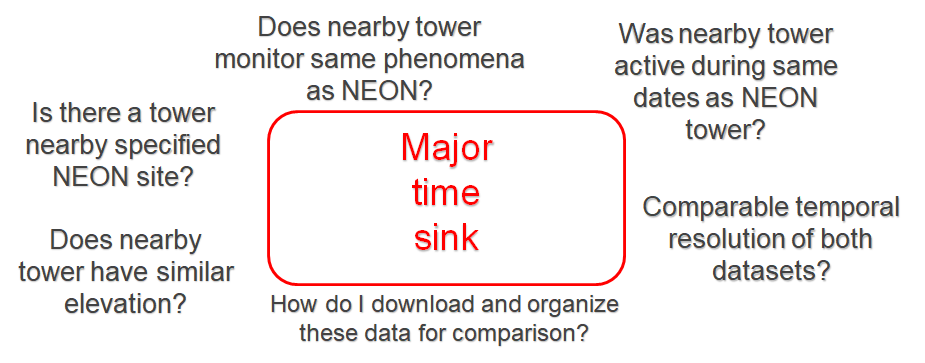 Does nearby tower
monitor same phenomena
as NEON?
Was nearby tower
active during same
dates as NEON
tower?
Is there a tower
nearby specified
NEON site?
Major
time
sink
Comparable temporal
resolution of both
datasets?
Does nearby
tower have similar
elevation?
How do I download and organize
these data for comparison?